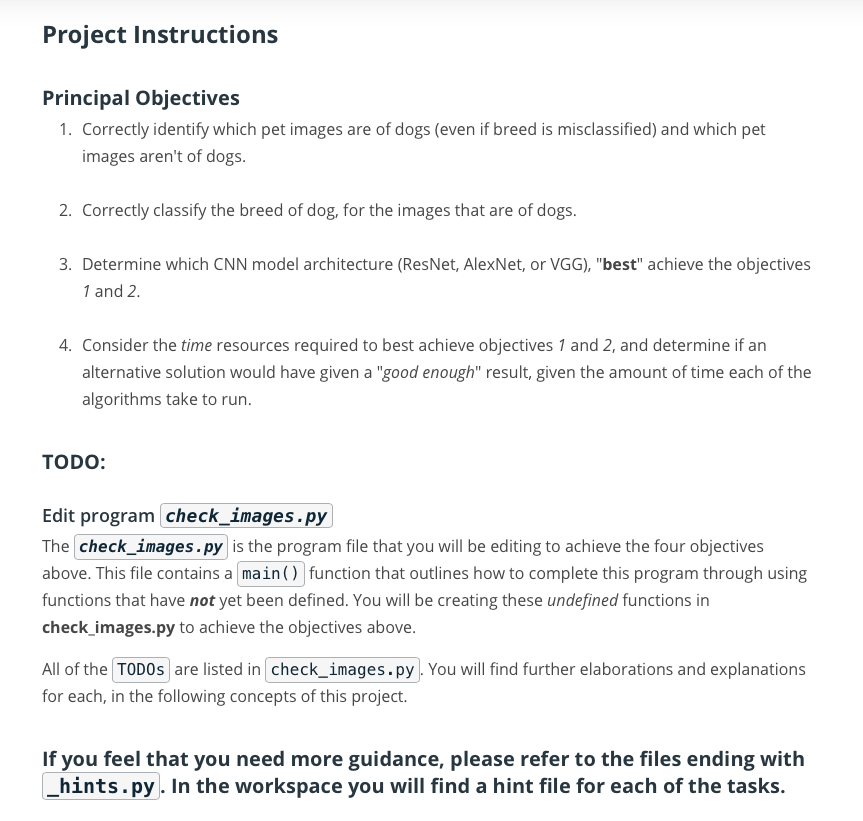 Project Instructions
Principal Objectives
1. Correctly identify which pet images are of dogs (even if breed is misclassified) and which pet
images aren't of dogs.
2. Correctly classify the breed of dog, for the images that are of dogs.
3. Determine which CNN model architecture (ResNet, AlexNet, or VGG), "best" achieve the objectives
1 and 2.
4. Consider the time resources required to best achieve objectives 1 and 2, and determine if an
alternative solution would have given a "good enough" result, given the amount of time each of the
algorithms take to run.
TODO:
Edit program check_images.py
The check_images.py is the program file that you will be editing to achieve the four objectives
above. This file contains a main() function that outlines how to complete this program through using
functions that have not yet been defined. You will be creating these undefined functions in
check_images.py to achieve the objectives above.
All of the TODOs are listed in check_images.py. You will find further elaborations and explanations
for each, in the following concepts of this project.
If you feel that you need more guidance, please refer to the files ending with
_hints.py. In the workspace you will find a hint file for each of the tasks.